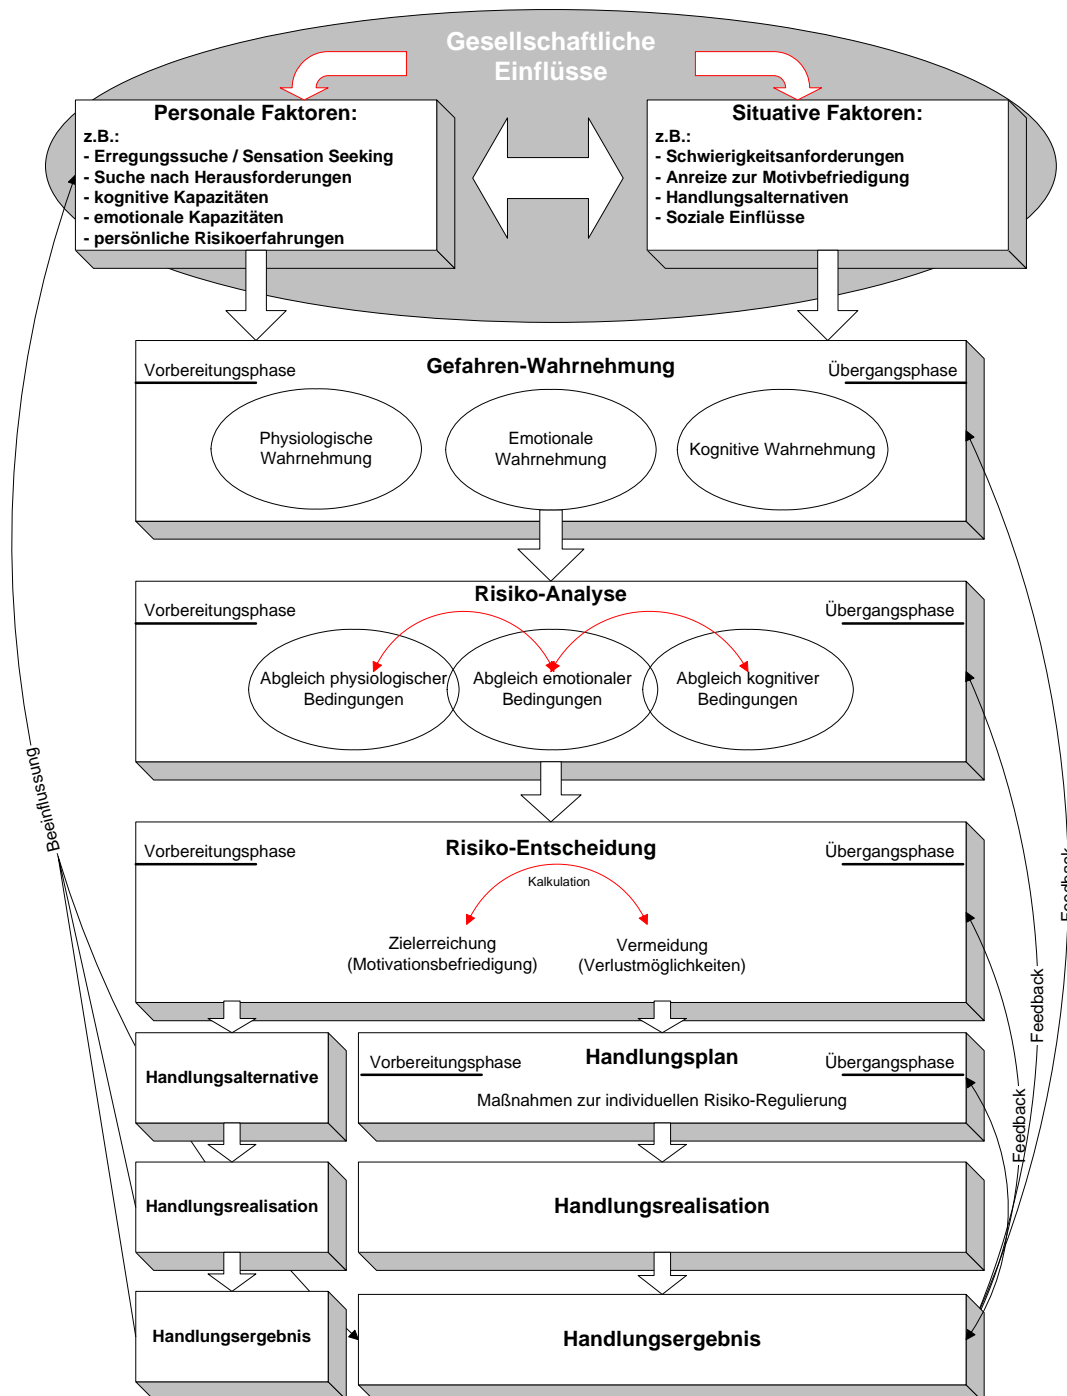 Gesellschaftliche
Einflüsse
Personale Faktoren:
z.B.:
- Erregungssuche / Sensation Seeking
- Suche nach Herausforderungen
- kognitive Kapazitäten
- emotionale Kapazitäten
- persönliche Risikoerfahrungen
Situative Faktoren:
z.B.:
- Schwierigkeitsanforderungen
- Anreize zur Motivbefriedigung
- Handlungsalternativen
- Soziale Einflüsse
Vorbereitungsphase
Gefahren-Wahrnehmung
Übergangsphase
Physiologische
Wahrnehmung
Emotionale
Wahrnehmung
Kognitive Wahrnehmung
Vorbereitungsphase
Risiko-Analyse
Übergangsphase
Abgleich physiologischer
Bedingungen
Abgleich emotionaler
Bedingungen
Abgleich kognitiver
Bedingungen
Vorbereitungsphase
Risiko-Entscheidung
Übergangsphase
Kalkulation
Zielerreichung
(Motivationsbefriedigung)
Vermeidung
(Verlustmöglichkeiten)
Handlungsalternative
Vorbereitungsphase
Handlungsplan
Übergangsphase
Maßnahmen zur individuellen Risiko-Regulierung
Handlungsrealisation
Handlungsrealisation
Handlungsergebnis
Handlungsergebnis
Beeinflussung
Feedback
Feedback
Feedback